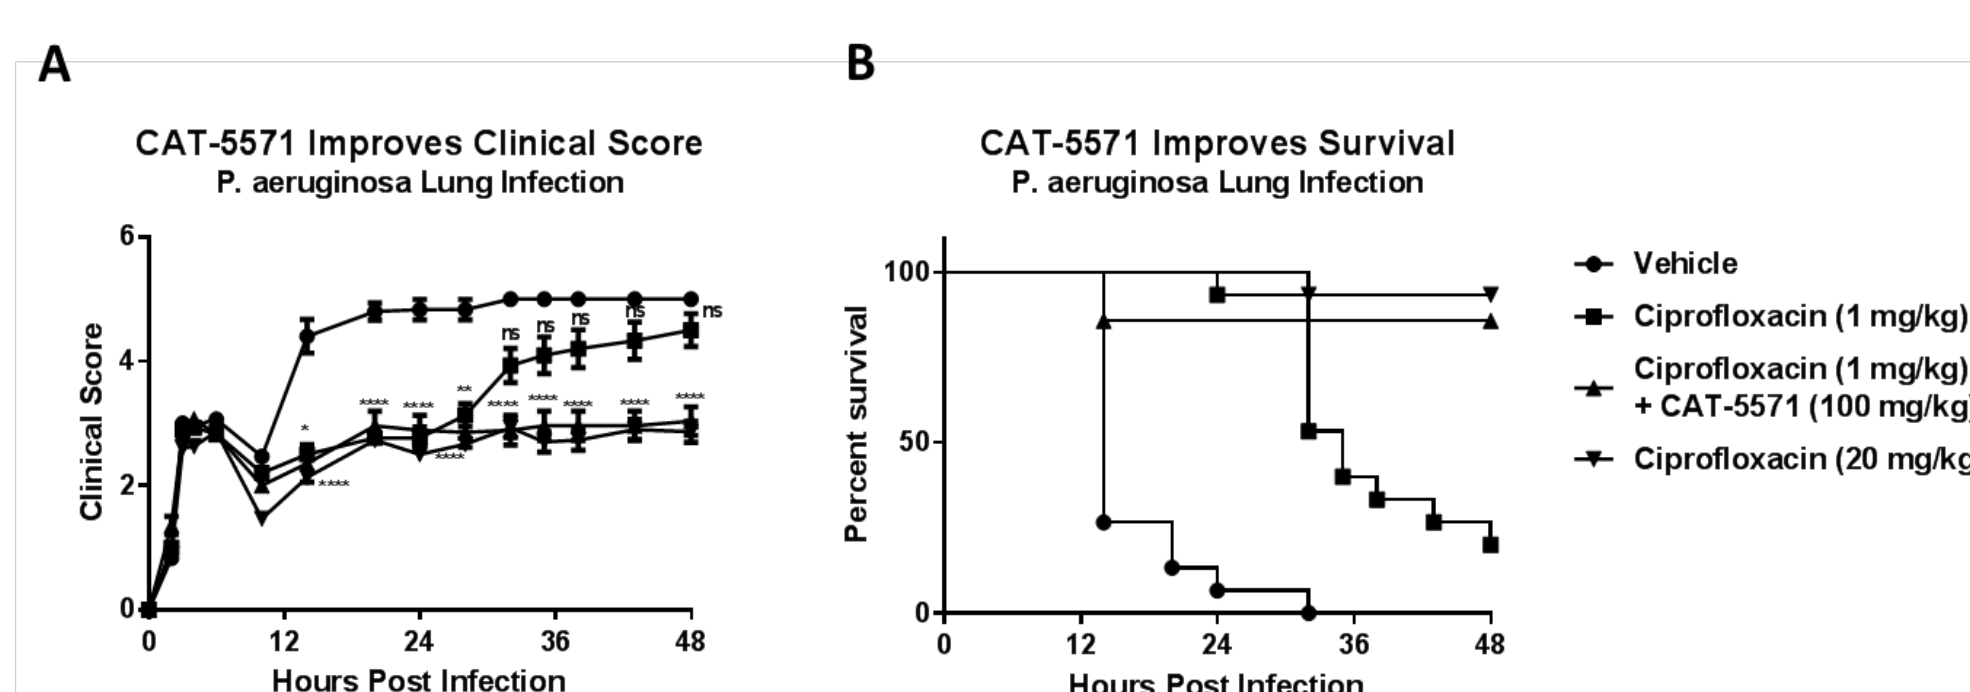 A
CAT-5571 Improves Clinical Score
P. aeruginosa Lung Infection
6
4
2
0
Clinical Score
ns
ns
ns
ns
ns
*
****
****
****
****
**
****
****
****
****
****
0
12
24
36
48
Hours Post Infection
B
CAT-5571 Improves Survival
P. aeruginosa Lung Infection
100
50
0
Percent survival
0
12
24
36
48
Hours Post Infection
Vehicle
Ciprofloxacin (1 mg/kg)
Ciprofloxacin (1 mg/kg)
+ CAT-5571 (100 mg/kg)
Ciprofloxacin (20 mg/kg